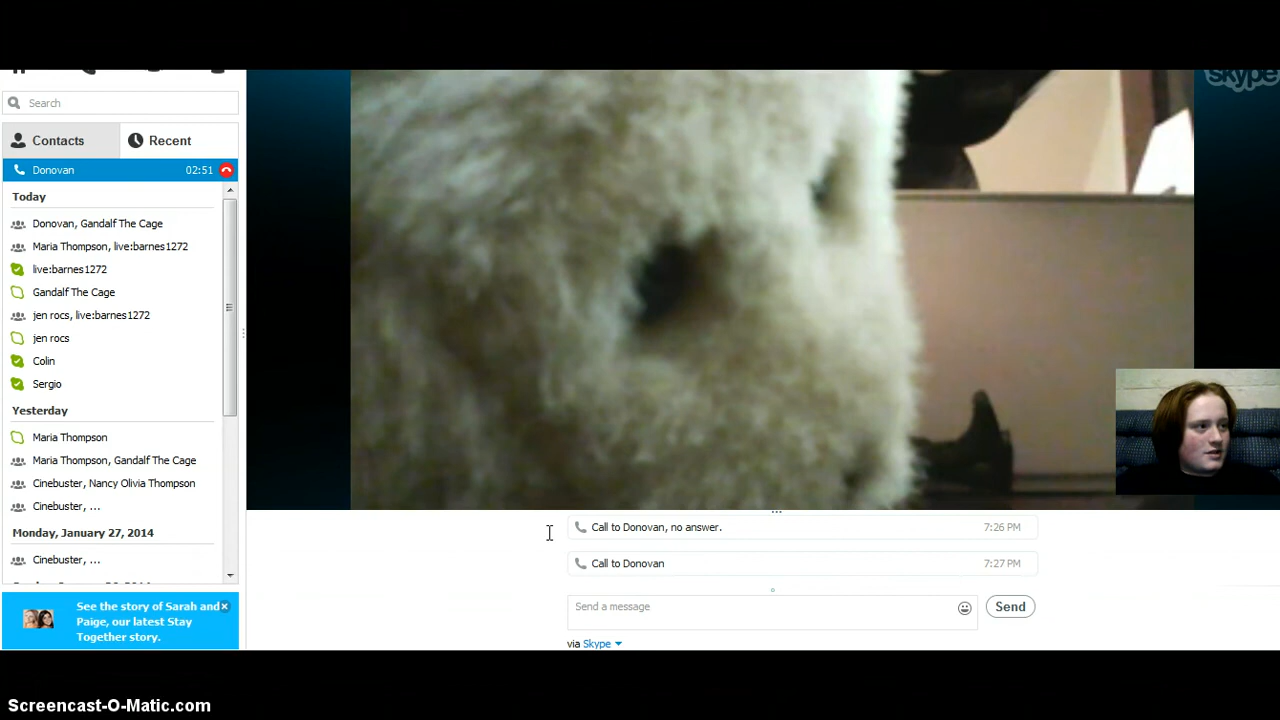 skype
Search
Contacts
Recent
Donovan 02:51
Today
Donovan, Gandalf The Cage
Maria Thompson, live:barnes1272
live:barnes1272
Gandalf The Cage
jen rocs, live:barnes1272
jen rocs
Colin
Sergio
Yesterday
Maria Thompson
Maria Thompson, Gandalf The Cage
Cinebuster, Nancy Olivia Thompson
Cinebuster, ...
Monday, January 27, 2014
Cinebuster, ...
See the story of Sarah and
Paige, our latest Stay
Together story.
Call to Donovan, no answer. 7:26 PM
Call to Donovan 7:27 PM
Send a message
Send
via Skype
Screencast-O-Matic.com